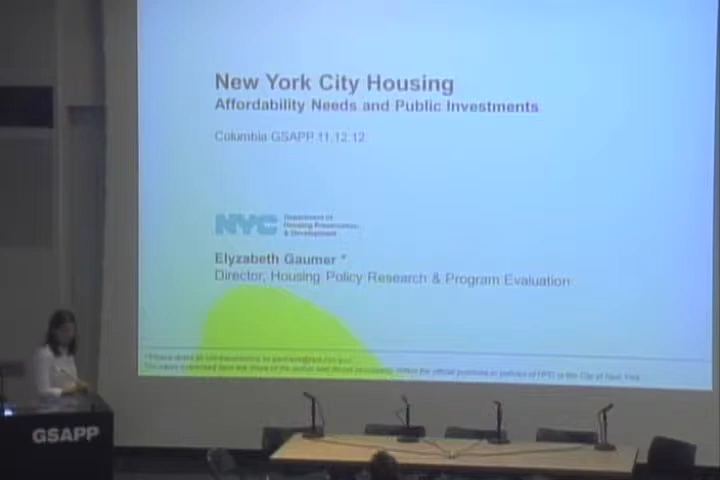 New York City Housing
Affordability Needs and Public Investments
Columbia GSAPP 11.12.12
NYC
Department of
Housing Preservation
& Development
Elyzabeth Gaumer *
Director, Housing Policy Research & Program Evaluation
GSAPP